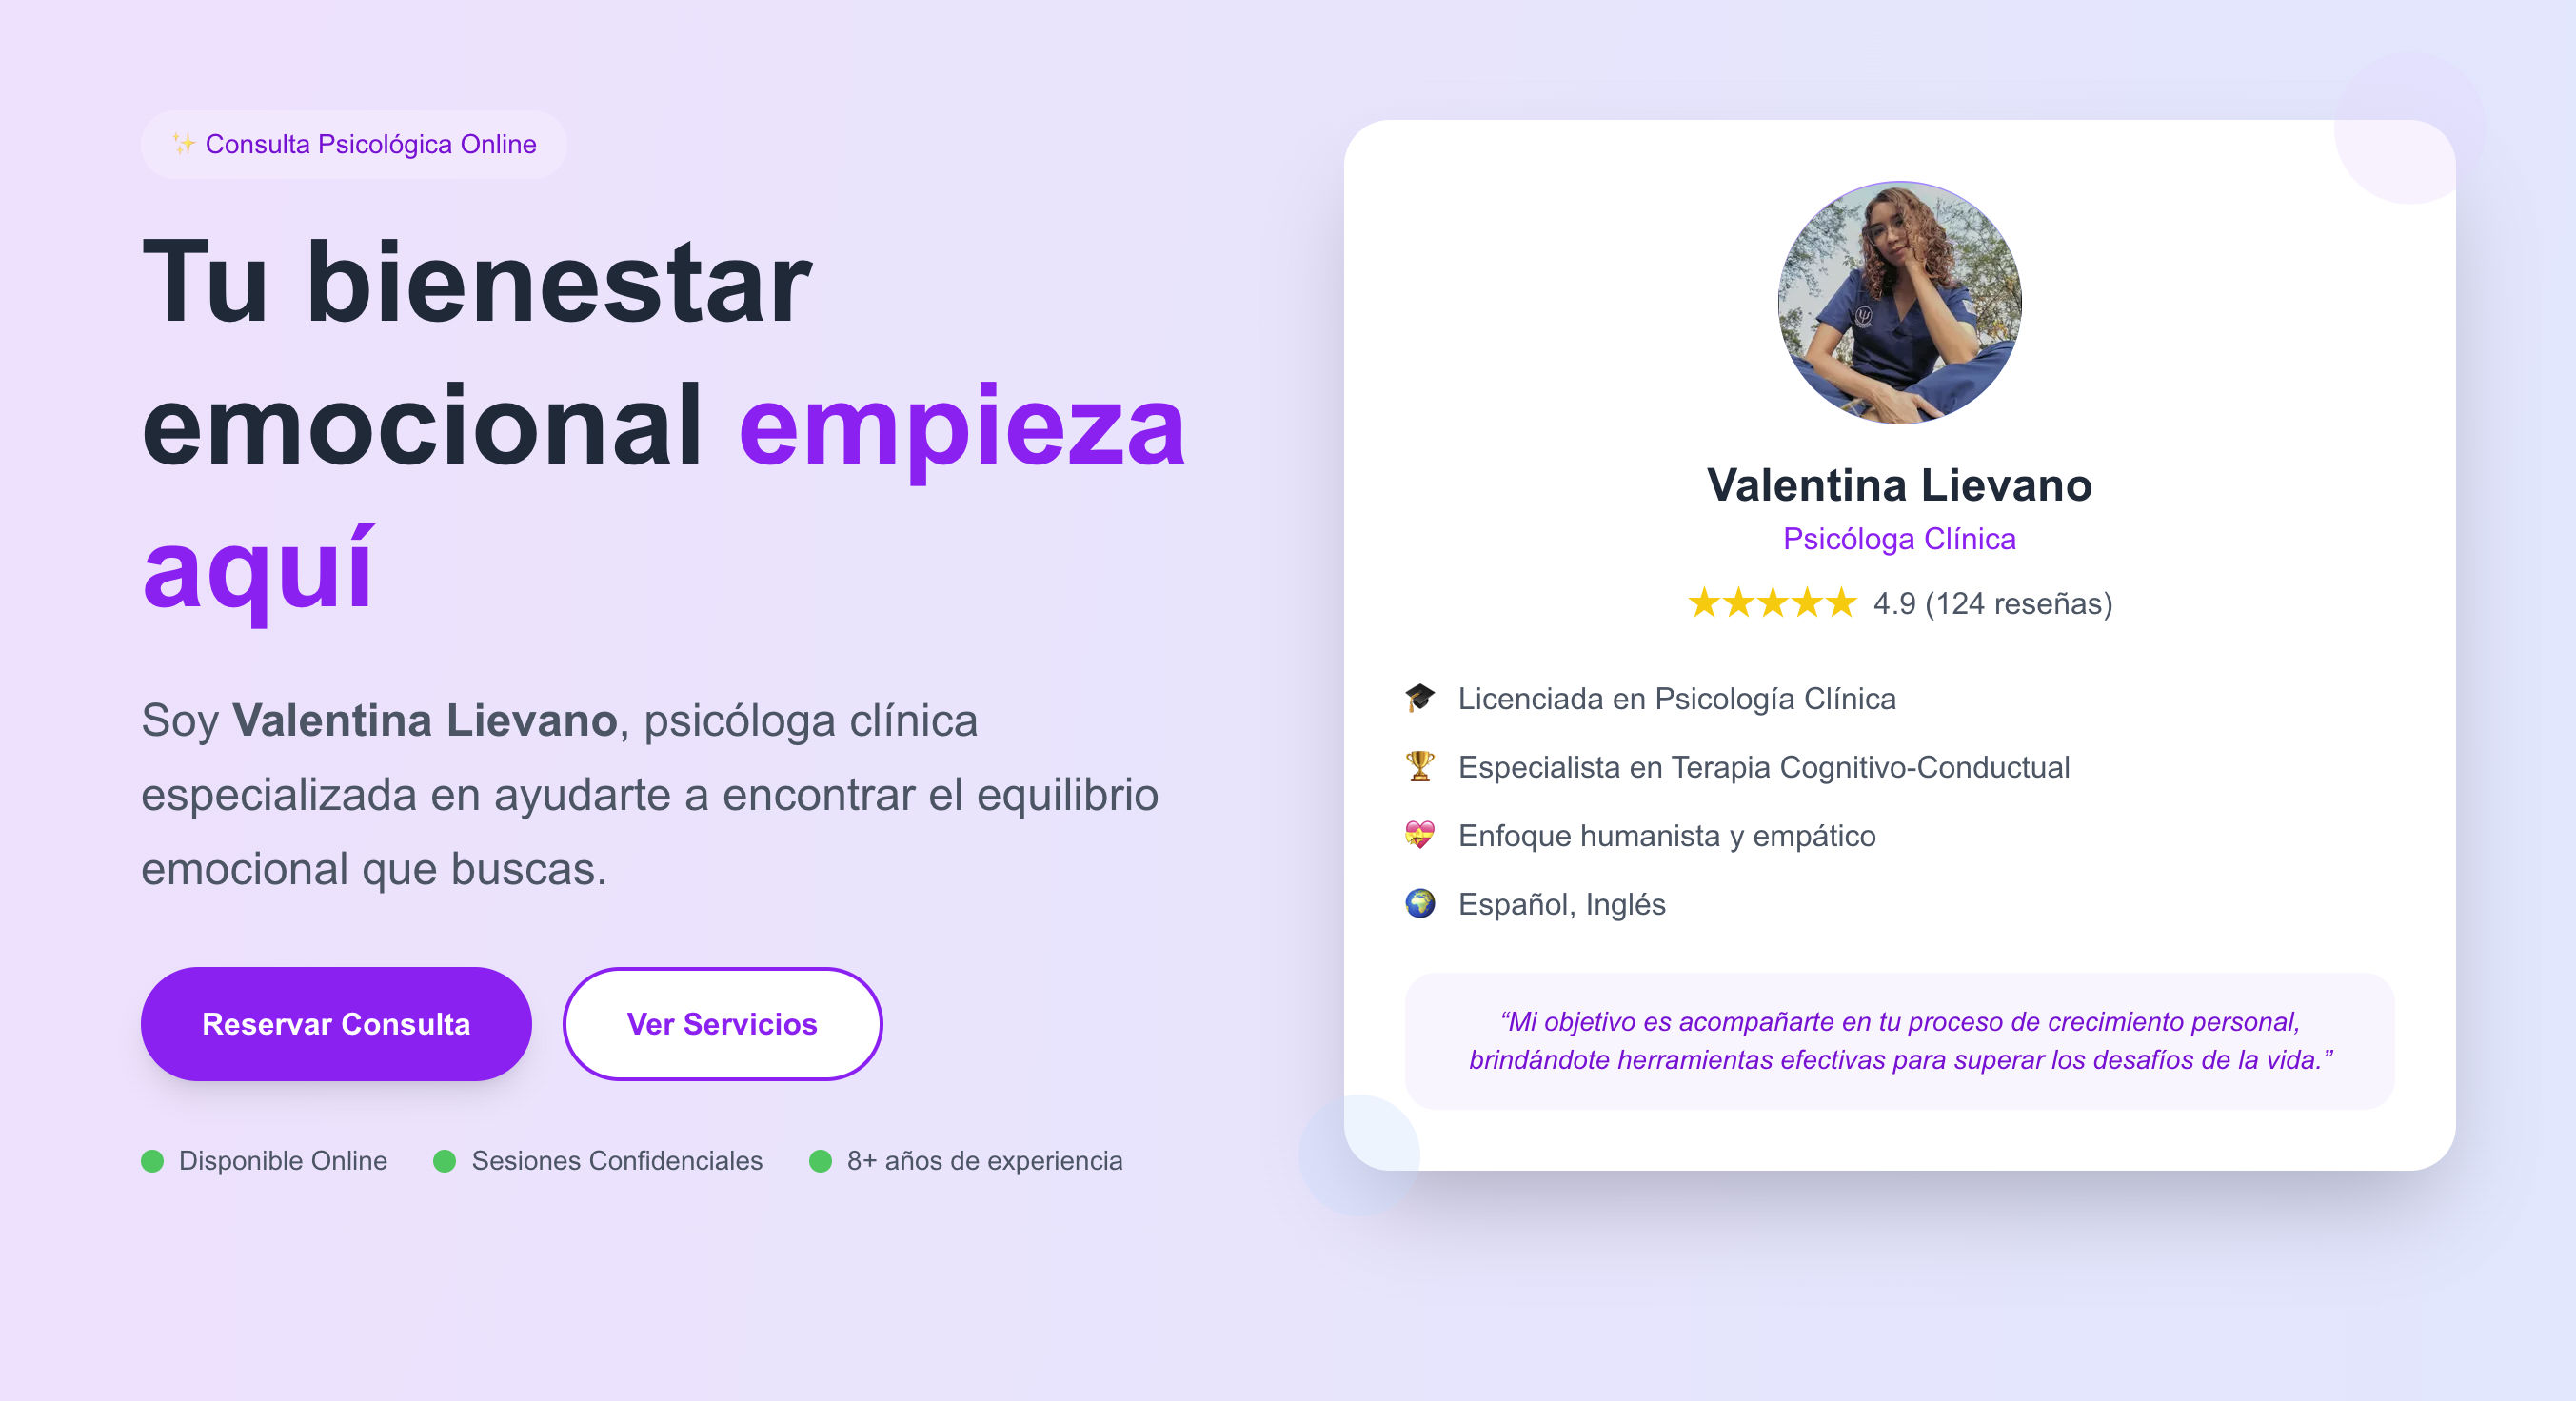 ✨ Consulta Psicológica Online
Tu bienestar
emocional empieza
aquí
Soy Valentina Lievano, psicóloga clínica
especializada en ayudarte a encontrar el equilibrio
emocional que buscas.
Reservar Consulta
Ver Servicios
Disponible Online
Sesiones Confidenciales
8+ años de experiencia
Valentina Lievano
Psicóloga Clínica
★★★★★ 4.9 (124 reseñas)
🎓 Licenciada en Psicología Clínica
🏆 Especialista en Terapia Cognitivo-Conductual
💝 Enfoque humanista y empático
🌍 Español, Inglés
“Mi objetivo es acompañarte en tu proceso de crecimiento personal,
brindándote herramientas efectivas para superar los desafíos de la vida.”